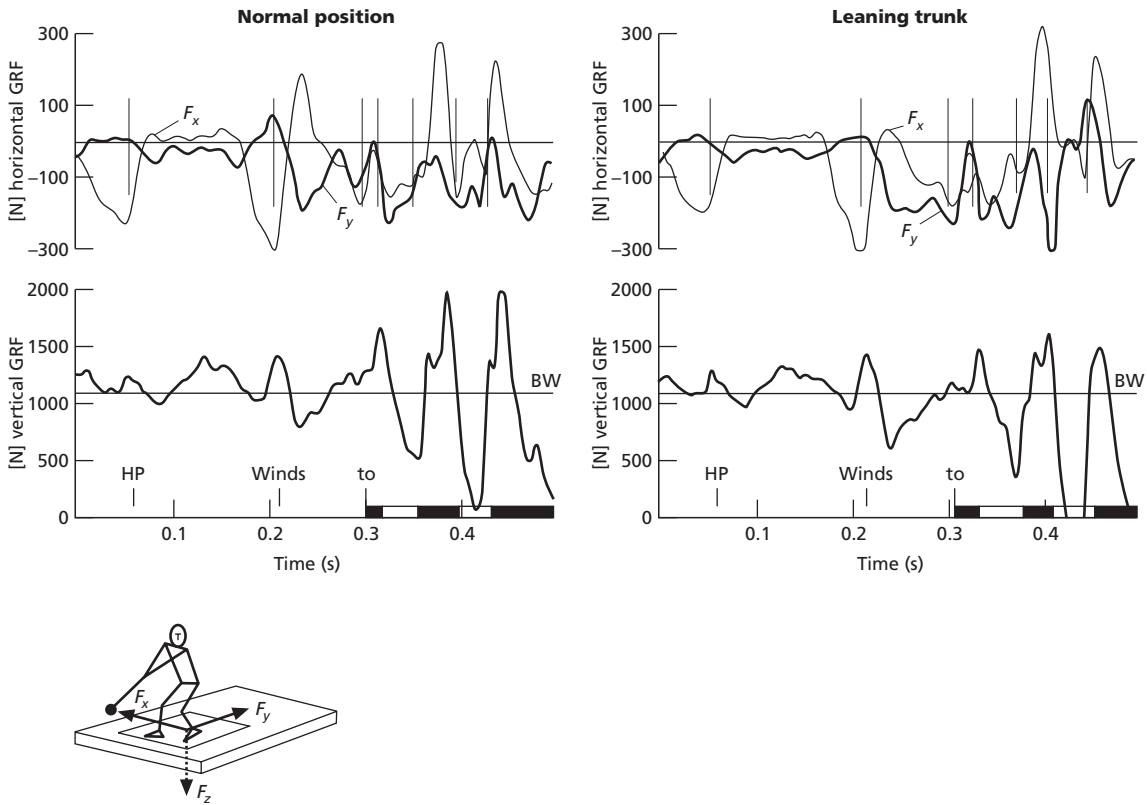 Normal position
300
100
0
−100
−300
[N] horizontal GRF
Fx
Fy
2000
1500
1000
500
0
[N] vertical GRF
BW
HP
Winds
to
0.1
0.2
0.3
0.4
Time (s)
Leaning trunk
300
100
0
−100
−300
[N] horizontal GRF
Fx
Fy
2000
1500
1000
500
0
[N] vertical GRF
BW
HP
Winds
to
0.1
0.2
0.3
0.4
Time (s)
T
Fx
Fy
Fz